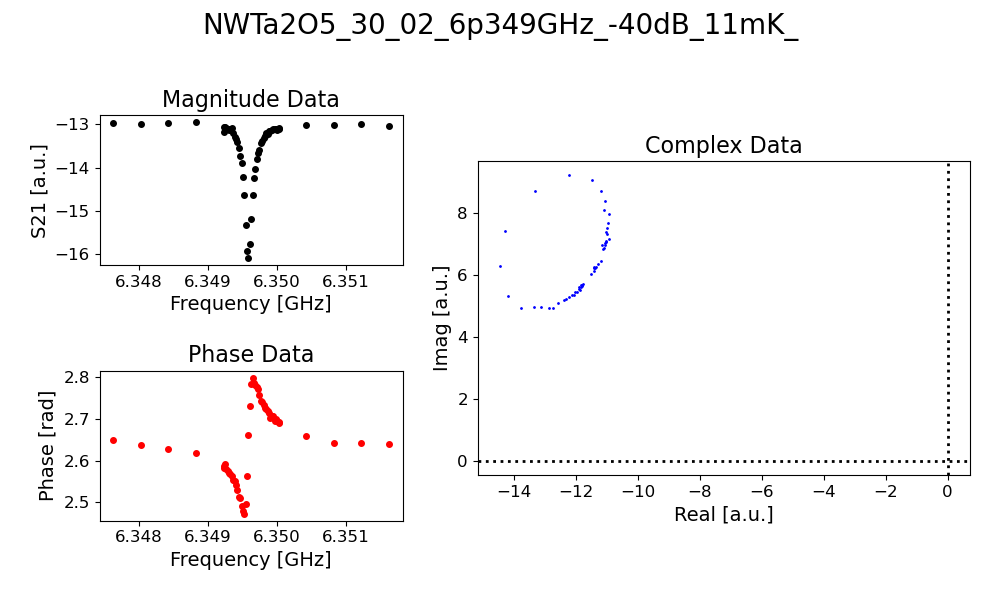 NWTa2O5_30_02_6p349GHz_-40dB_11mK_
Magnitude Data
S21 [a.u.]
−13
−14
−15
−16
6.348 6.349 6.350 6.351
Frequency [GHz]
Phase Data
Phase [rad]
2.8
2.7
2.6
2.5
6.348 6.349 6.350 6.351
Frequency [GHz]
Complex Data
Imag [a.u.]
8
6
4
2
0
−14 −12 −10 −8 −6 −4 −2 0
Real [a.u.]